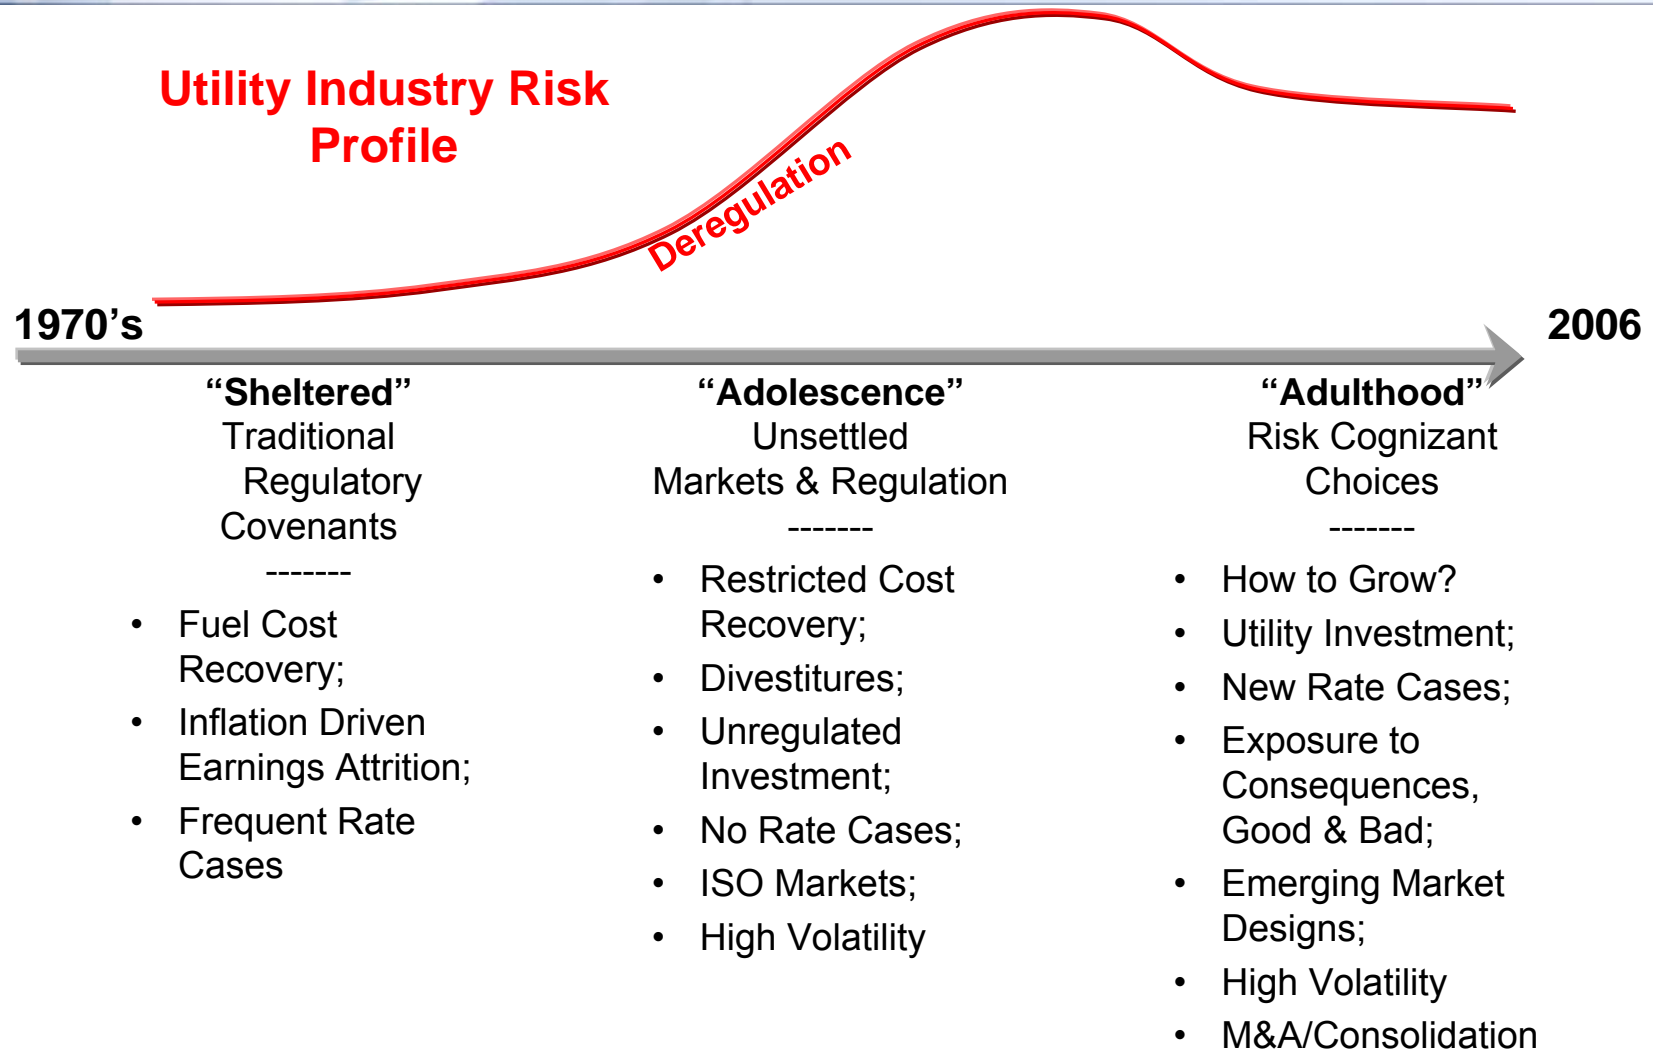 Utility Industry Risk
Profile
Deregulation
1970’s
2006
“Sheltered”
Traditional
Regulatory
Covenants
-------
• Fuel Cost
Recovery;
• Inflation Driven
Earnings Attrition;
• Frequent Rate
Cases
“Adolescence”
Unsettled
Markets & Regulation
-------
• Restricted Cost
Recovery;
• Divestitures;
• Unregulated
Investment;
• No Rate Cases;
• ISO Markets;
• High Volatility
“Adulthood”
Risk Cognizant
Choices
-------
• How to Grow?
• Utility Investment;
• New Rate Cases;
• Exposure to
Consequences,
Good & Bad;
• Emerging Market
Designs;
• High Volatility
• M&A/Consolidation